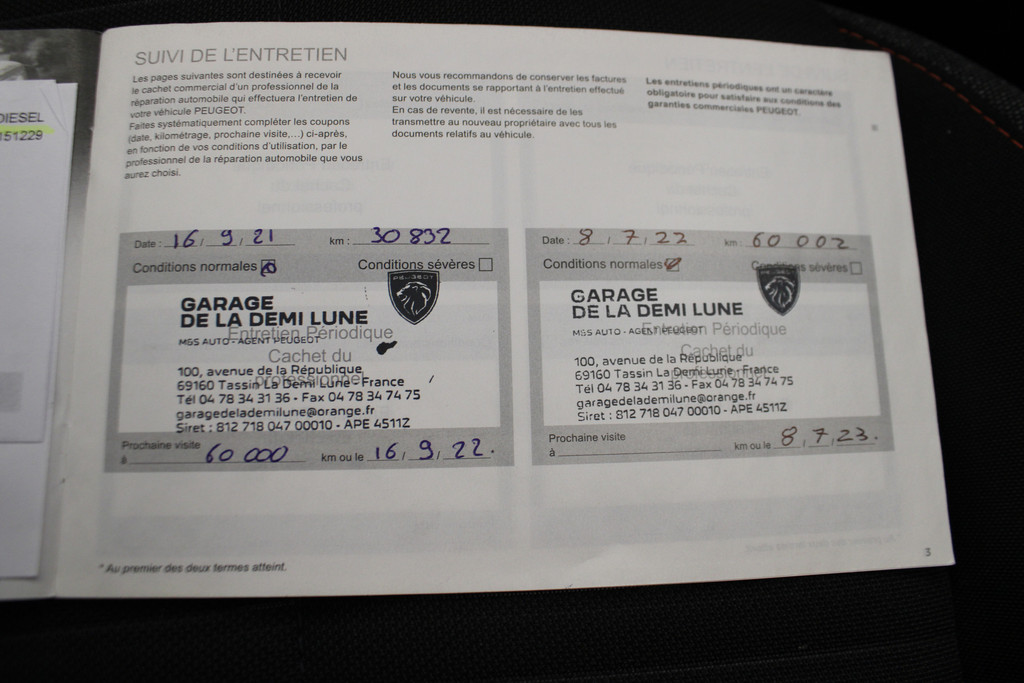 DIESEL
151229
SUIVI DE L'ENTRETIEN
Les pages suivantes sont destinées à recevoir
le cachet commercial d'un professionnel de la
réparation automobile qui effectuera l'entretien de
votre véhicule PEUGEOT.
Faites systématiquement compléter les coupons
(date, kilométrage, prochaine visite,...) ci-après,
en fonction de vos conditions d'utilisation, par le
professionnel de la réparation automobile que vous
aurez choisi.
Nous vous recommandons de conserver les factures
et les documents se rapportant à l'entretien effectué
sur votre véhicule.
En cas de revente, il est nécessaire de les
transmettre au nouveau propriétaire avec tous les
documents relatifs au véhicule.
Les entretiens périodiques ont un caractère
obligatoire pour satisfaire aux conditions des
garanties commerciales PEUGEOT.
Date : 16 / 9 / 21 km : 30 832
Conditions normales Conditions sévères
PEUGEOT
GARAGE
DE LA DEMI LUNE
Entretien Périodique
M&S AUTO - AGENT PEUGEOT
Cachet du
professionnel
100, avenue de la République
69160 Tassin La Demi Lune - France
Tél 04 78 34 31 36 - Fax 04 78 34 74 75
garagedelademilune@orange.fr
Siret : 812 718 047 00010 - APE 4511Z
Prochaine visite
à 60 000 km ou le 16 / 9 / 22.
Date : 8 / 7 / 22 km : 60 002
Conditions normales Conditions sévères
GARAGE
DE LA DEMI LUNE
M&S AUTO - AGENT PEUGEOT
Entretien Périodique
Cachet du
professionnel
100, avenue de la République
69160 Tassin La Demi Lune - France
Tél 04 78 34 31 36 - Fax 04 78 34 74 75
garagedelademilune@orange.fr
Siret : 812 718 047 00010 - APE 4511Z
Prochaine visite
à km ou le 8 / 7 / 23.
* Au premier des deux termes atteint.
3